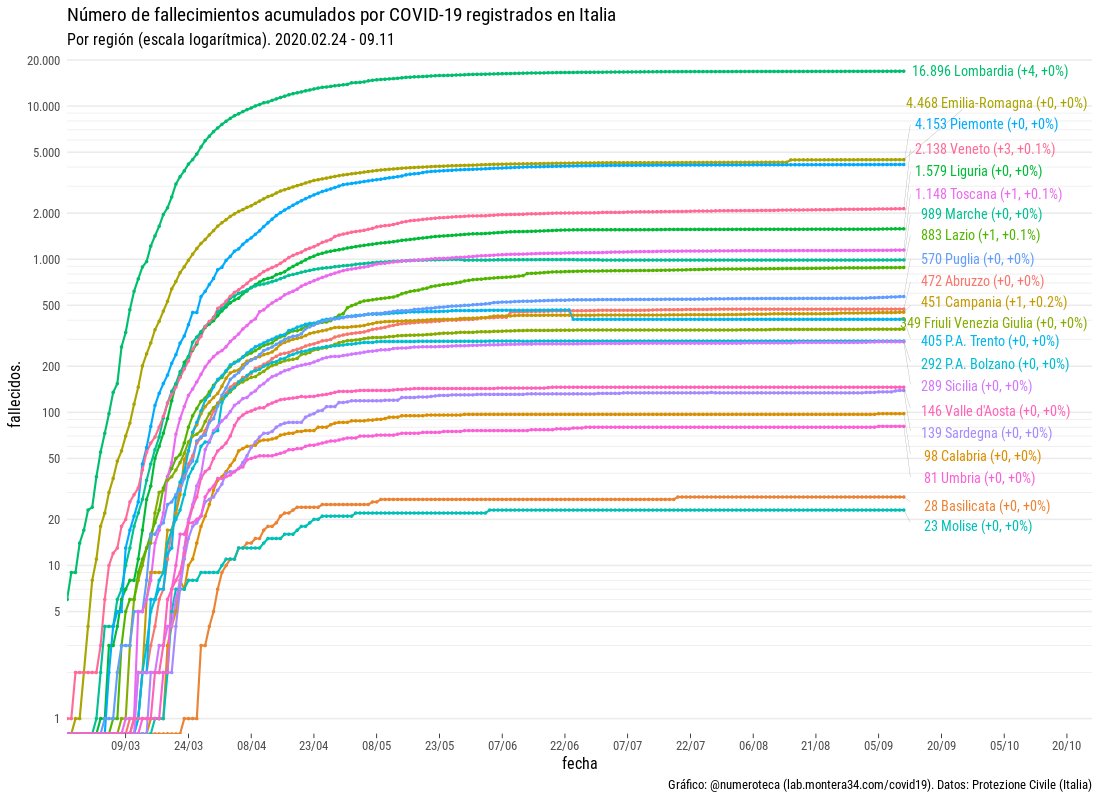 Número de fallecimientos acumulados por COVID-19 registrados en Italia
Por región (escala logarítmica). 2020.02.24 - 09.11
fallecidos.
20.000
10.000
5.000
2.000
1.000
500
200
100
50
20
10
5
1
16.896 Lombardia (+4, +0%)
4.468 Emilia-Romagna (+0, +0%)
4.153 Piemonte (+0, +0%)
2.138 Veneto (+3, +0.1%)
1.579 Liguria (+0, +0%)
1.148 Toscana (+1, +0.1%)
989 Marche (+0, +0%)
883 Lazio (+1, +0.1%)
570 Puglia (+0, +0%)
472 Abruzzo (+0, +0%)
451 Campania (+1, +0.2%)
349 Friuli Venezia Giulia (+0, +0%)
405 P.A. Trento (+0, +0%)
292 P.A. Bolzano (+0, +0%)
289 Sicilia (+0, +0%)
146 Valle d'Aosta (+0, +0%)
139 Sardegna (+0, +0%)
98 Calabria (+0, +0%)
81 Umbria (+0, +0%)
28 Basilicata (+0, +0%)
23 Molise (+0, +0%)
09/03 24/03 08/04 23/04 08/05 23/05 07/06 22/06 07/07 22/07 06/08 21/08 05/09 20/09 05/10 20/10
fecha
Gráfico: @numeroteca (lab.montera34.com/covid19). Datos: Protezione Civile (Italia)